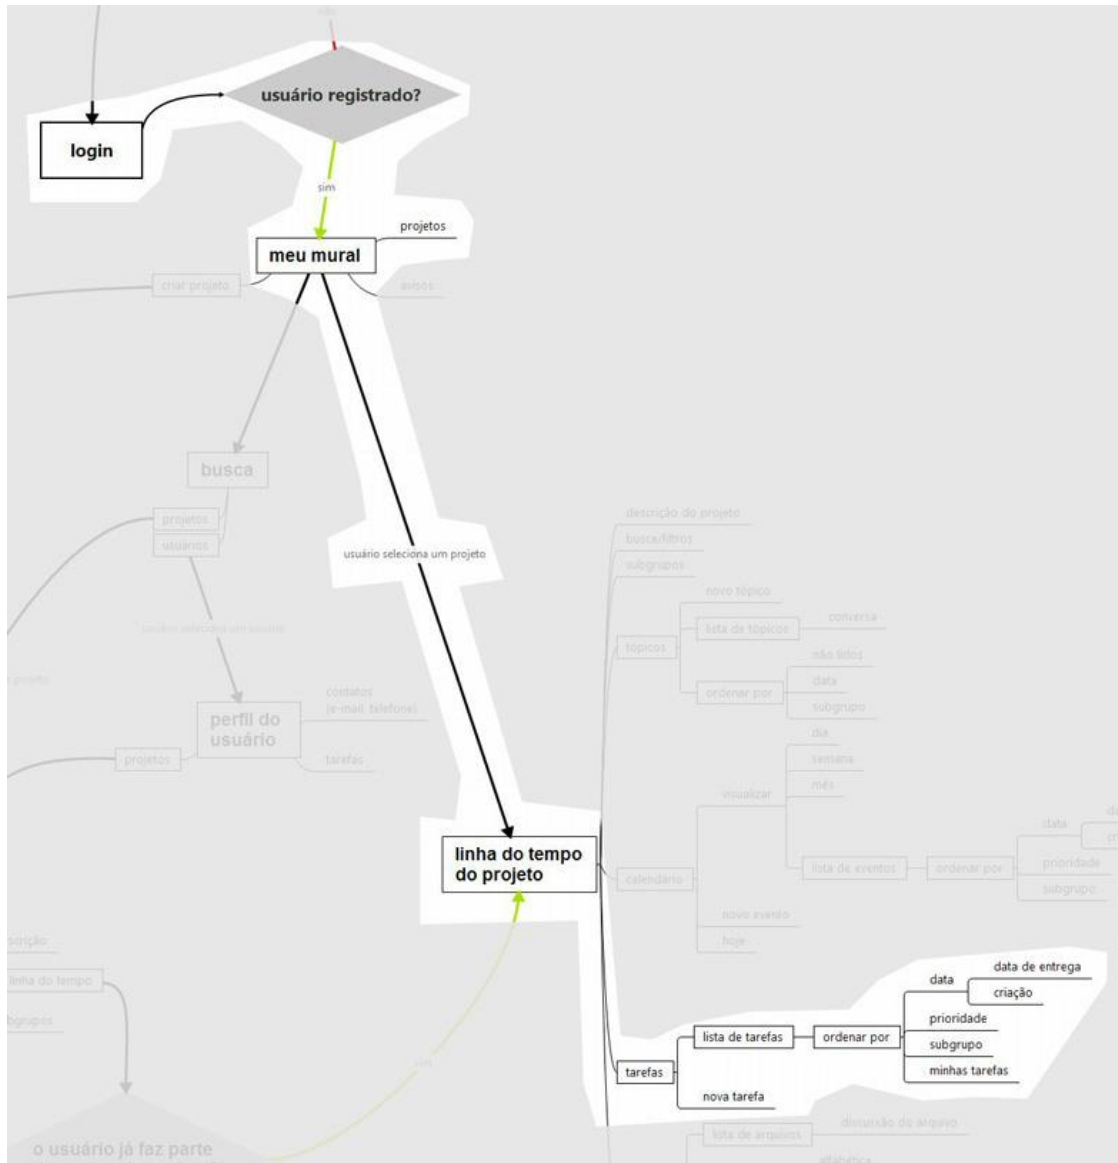 não
usuário registrado?
login
sim
projetos
meu mural
criar projeto
avisos
busca
projetos
usuários
usuário seleciona um projeto
usuário seleciona um usuário
descrição do projeto
busca/filtros
subgrupos
novo tópico
tópicos
lista de tópicos
conversa
não lidos
ordenar por
data
subgrupo
projeto
contatos
(e-mail, telefone)
perfil do
usuário
projetos
tarefas
dia
visualizar
semana
mês
linha do tempo
do projeto
calendário
lista de eventos
ordenar por
data
prioridade
subgrupo
novo evento
hoje
linha do tempo
data
data de entrega
criação
prioridade
lista de tarefas
ordenar por
subgrupo
tarefas
minhas tarefas
nova tarefa
sim
o usuário já faz parte
lista de arquivos
discussão do arquivo
alfabética